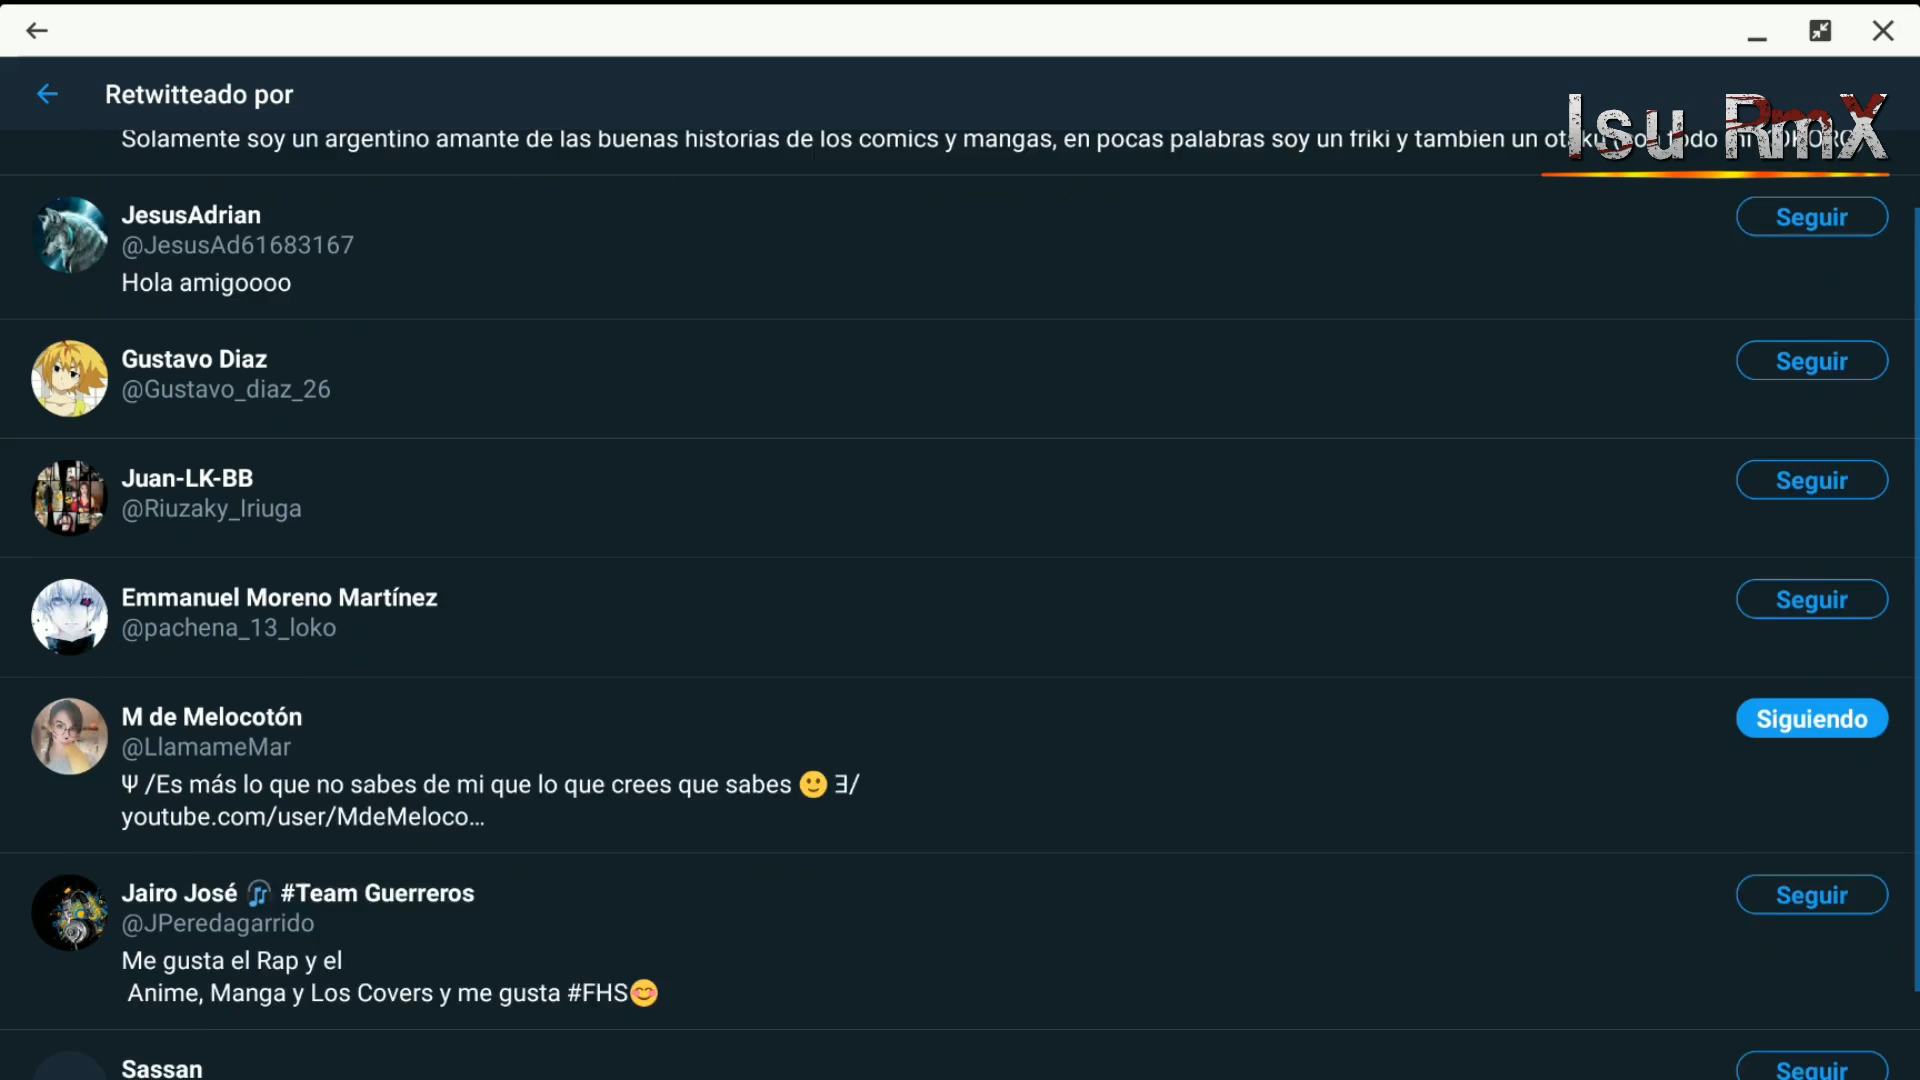 Retwitteado por
Isu RmX
Solamente soy un argentino amante de las buenas historias de los comics y mangas, en pocas palabras soy un friki y tambien un
JesusAdrian
Seguir
@JesusAd61683167
Hola amigoooo
Gustavo Diaz
Seguir
@Gustavo_diaz_26
Juan-LK-BB
Seguir
@Riuzaky_Iriuga
Emmanuel Moreno Martínez
Seguir
@pachena_13_loko
M de Melocotón
Siguiendo
@LlamameMar
Ψ /Es más lo que no sabes de mi que lo que crees que sabes 🙂 ∃/
youtube.com/user/MdeMeloco...
Jairo José 🎧 #Team Guerreros
Seguir
@JPeredagarrido
Me gusta el Rap y el
Anime, Manga y Los Covers y me gusta #FHS😊
Sassan
Seguir